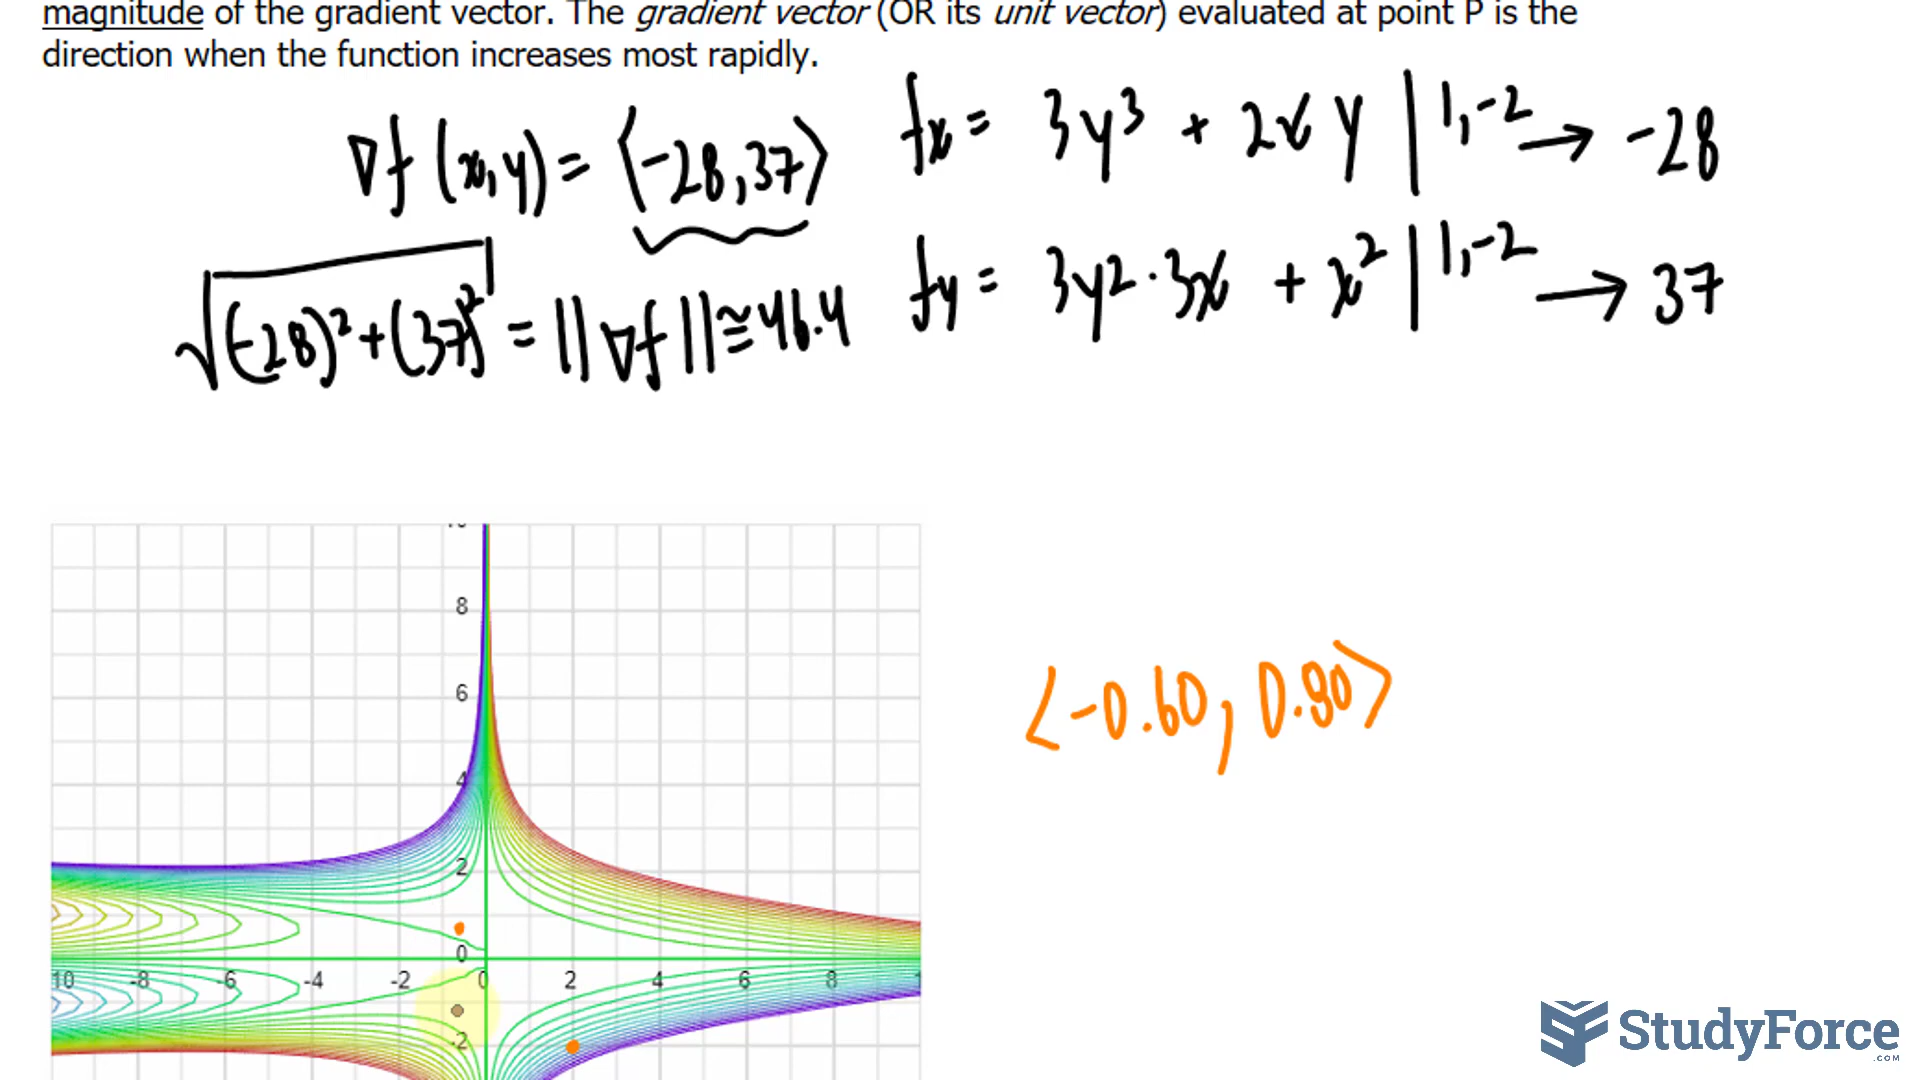 magnitude of the gradient vector. The gradient vector (OR its unit vector) evaluated at point P is the
direction when the function increases most rapidly.
∇f (x,y) = ⟨-28,37⟩
fx = 3y³ + 2xy | 1,-2 → -28
√(-28)²+(37)² = ||∇f|| ≅ 46.4
fy = 3y2·3x + x² | 1,-2 → 37
⟨-0.60, 0.80⟩
8
6
4
2
0
10 -8 -6 -4 -2 0 2 4 6 8 1
-2
SF StudyForce
.COM